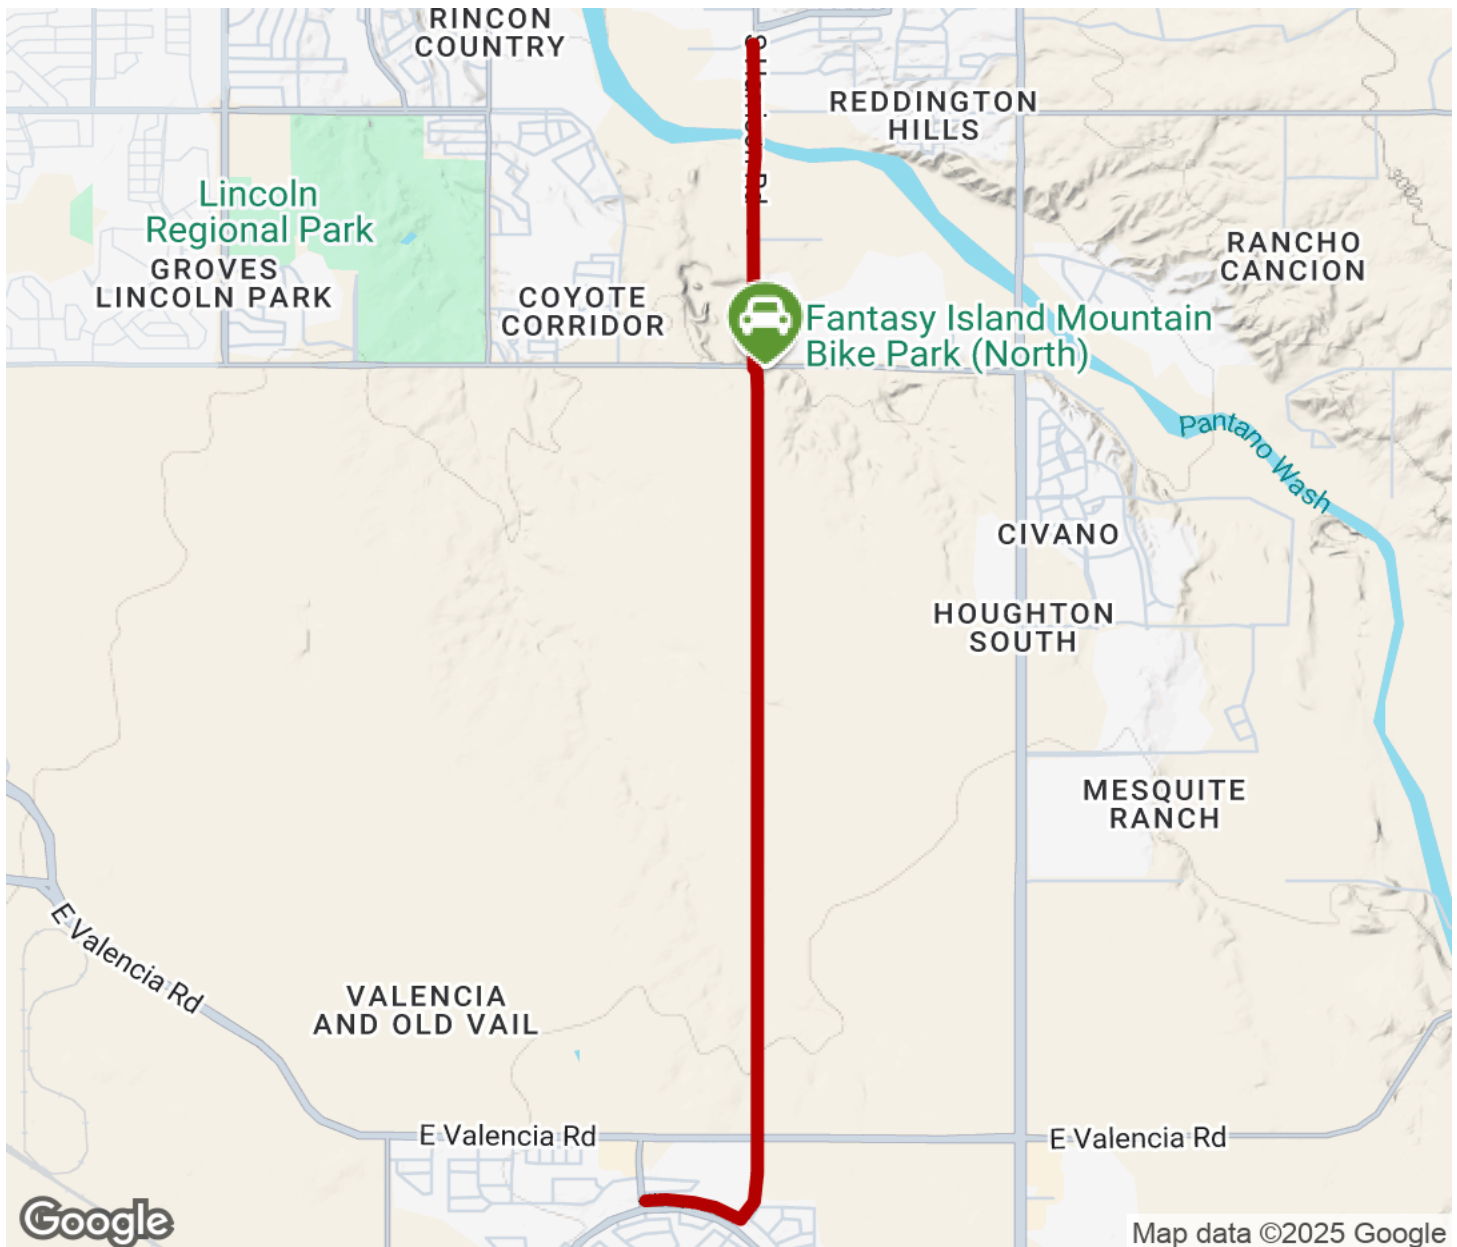 RINCON
COUNTRY
REDDINGTON
HILLS
Lincoln
Regional Park
GROVES
LINCOLN PARK
COYOTE
CORRIDOR
RANCHO
CANCION
Fantasy Island Mountain
Bike Park (North)
Pantano Wash
CIVANO
HOUGHTON
SOUTH
MESQUITE
RANCH
E Valencia Rd
VALENCIA
AND OLD VAIL
E Valencia Rd
E Valencia Rd
Google
Map data ©2025 Google